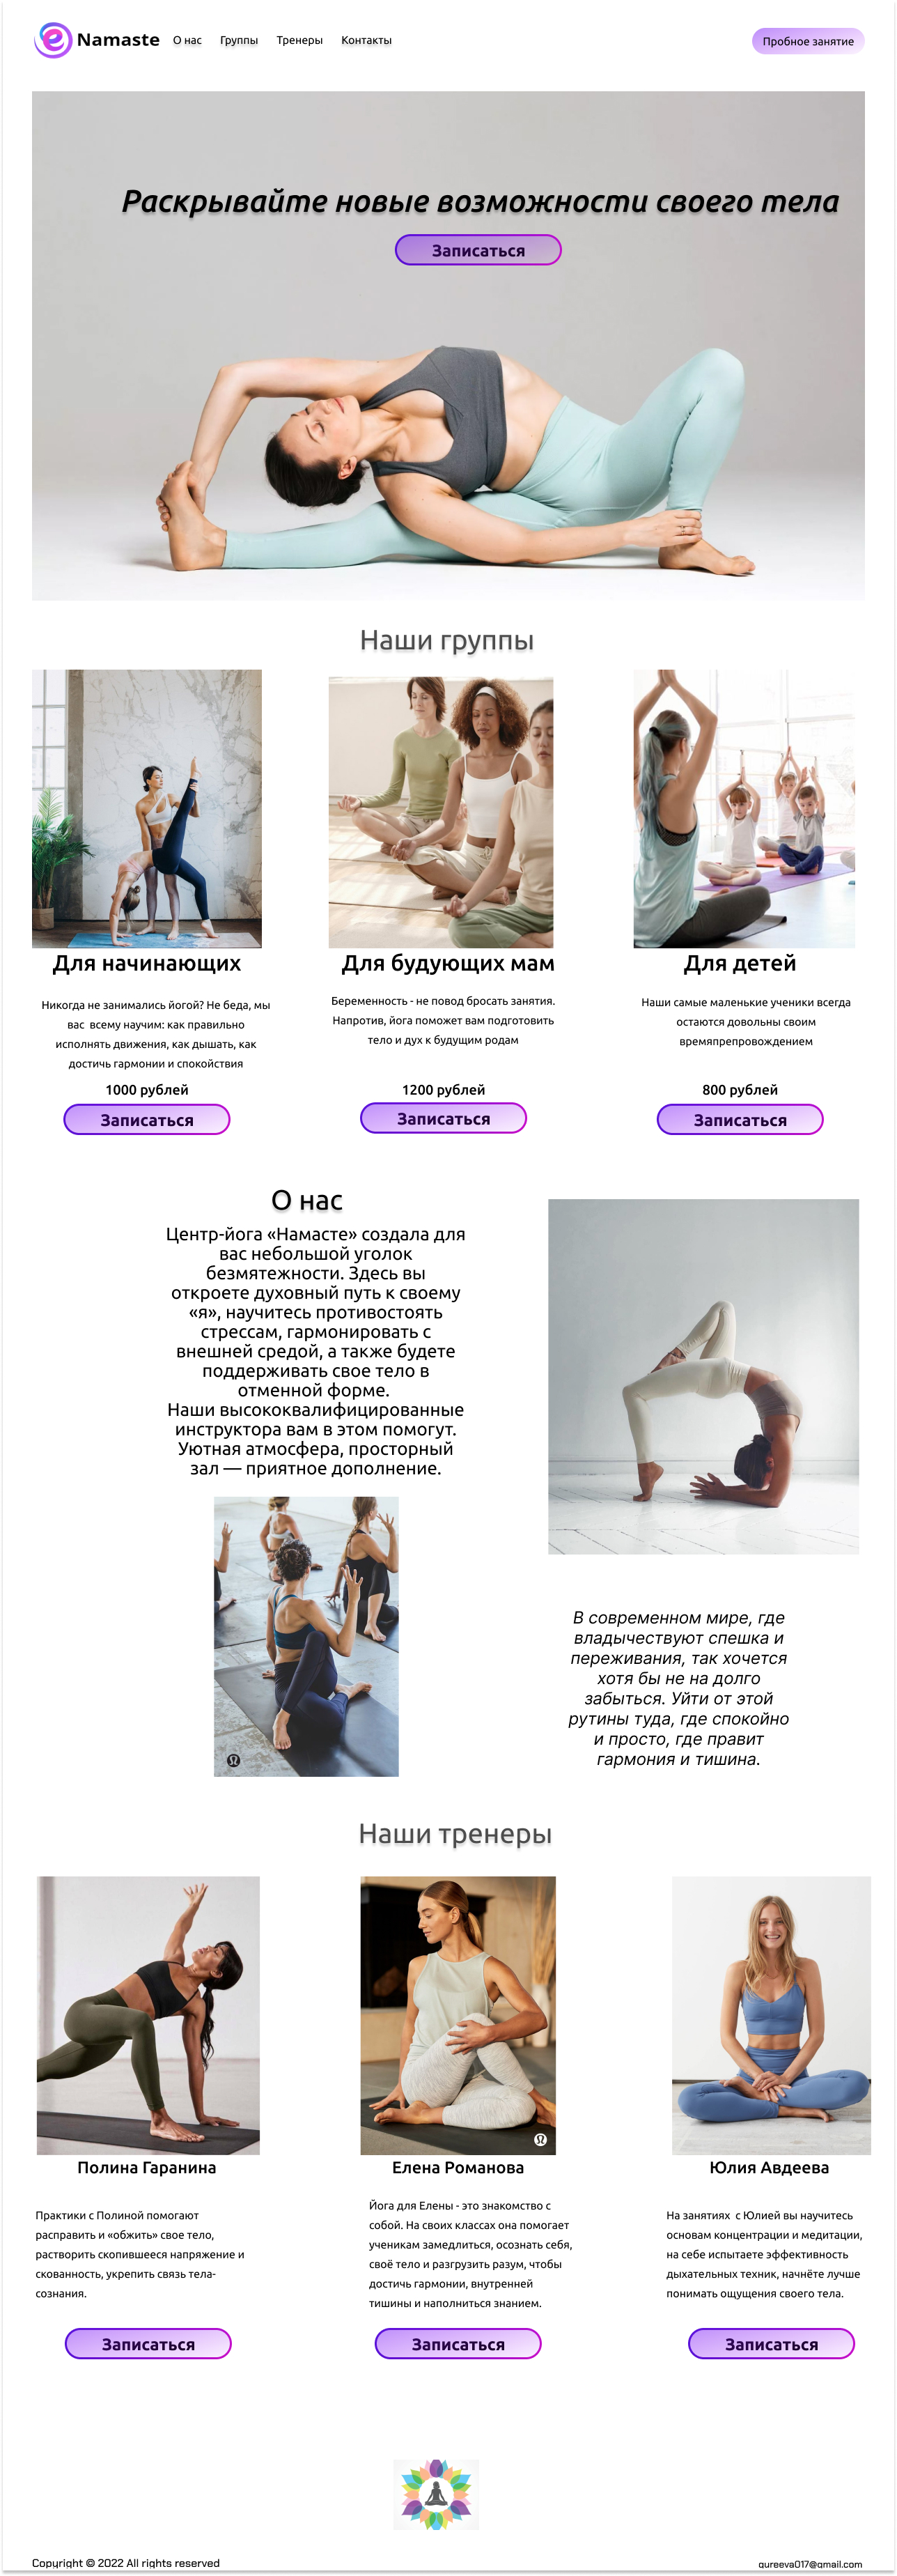 Namaste
О нас
Группы
Тренеры
Контакты
Пробное занятие
Раскрывайте новые возможности своего тела
Записаться
Наши группы
Для начинающих
Никогда не занимались йогой? Не беда, мы
вас всему научим: как правильно
исполнять движения, как дышать, как
достичь гармонии и спокойствия
1000 рублей
Записаться
Для будующих мам
Беременность - не повод бросать занятия.
Напротив, йога поможет вам подготовить
тело и дух к будущим родам
1200 рублей
Записаться
Для детей
Наши самые маленькие ученики всегда
остаются довольны своим
времяпрепровождением
800 рублей
Записаться
О нас
Центр-йога «Намасте» создала для
вас небольшой уголок
безмятежности. Здесь вы
откроете духовный путь к своему
«я», научитесь противостоять
стрессам, гармонировать с
внешней средой, а также будете
поддерживать свое тело в
отменной форме.
Наши высококвалифицированные
инструктора вам в этом помогут.
Уютная атмосфера, просторный
зал — приятное дополнение.
В современном мире, где
владычествуют спешка и
переживания, так хочется
хотя бы не на долго
забыться. Уйти от этой
рутины туда, где спокойно
и просто, где правит
гармония и тишина.
Наши тренеры
Полина Гаранина
Практики с Полиной помогают
расправить и «обжить» свое тело,
растворить скопившееся напряжение и
скованность, укрепить связь тела-
сознания.
Записаться
Елена Романова
Йога для Елены - это знакомство с
собой. На своих классах она помогает
ученикам замедлиться, осознать себя,
своё тело и разгрузить разум, чтобы
достичь гармонии, внутренней
тишины и наполниться знанием.
Записаться
Юлия Авдеева
На занятиях с Юлией вы научитесь
основам концентрации и медитации,
на себе испытаете эффективность
дыхательных техник, начнёте лучше
понимать ощущения своего тела.
Записаться
Copyright © 2022 All rights reserved
gureeva017@gmail.com